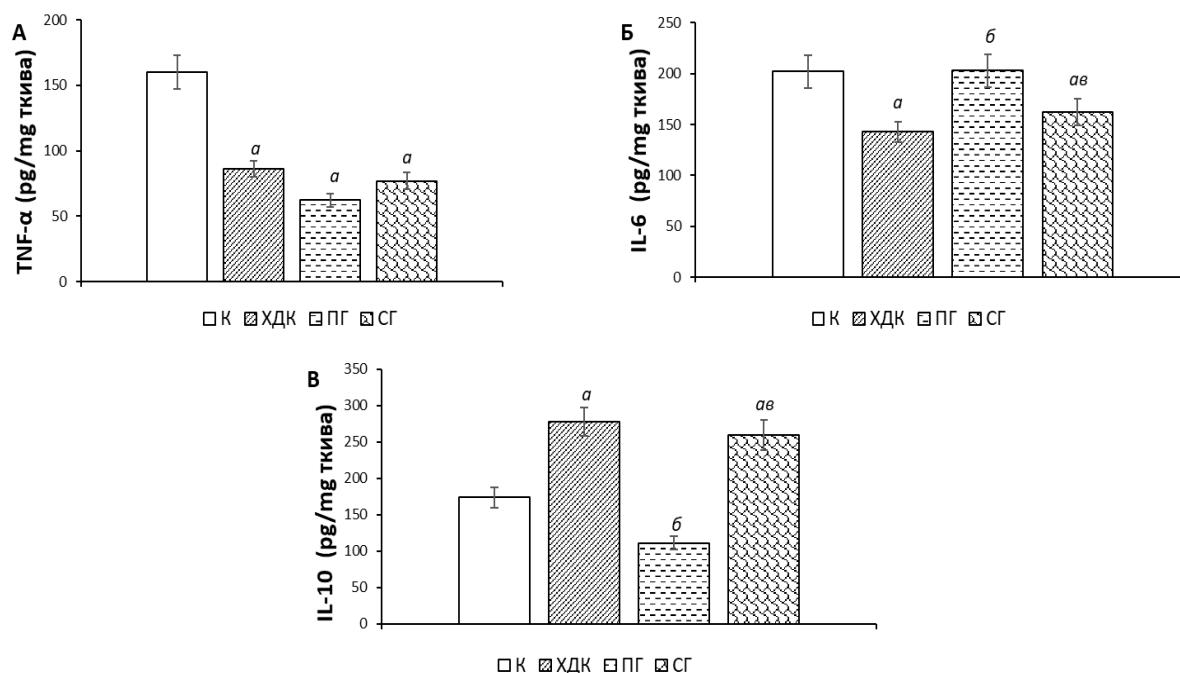 А
TNF-α (pg/mg ткива)
150
100
50
0
а
а
а
К ХДК ПГ СГ
Б
IL-6 (pg/mg ткива)
250
200
150
100
50
0
а
б
ав
К ХДК ПГ СГ
В
IL-10 (pg/mg ткива)
350
300
250
200
150
100
50
0
а
б
ав
К ХДК ПГ СГ